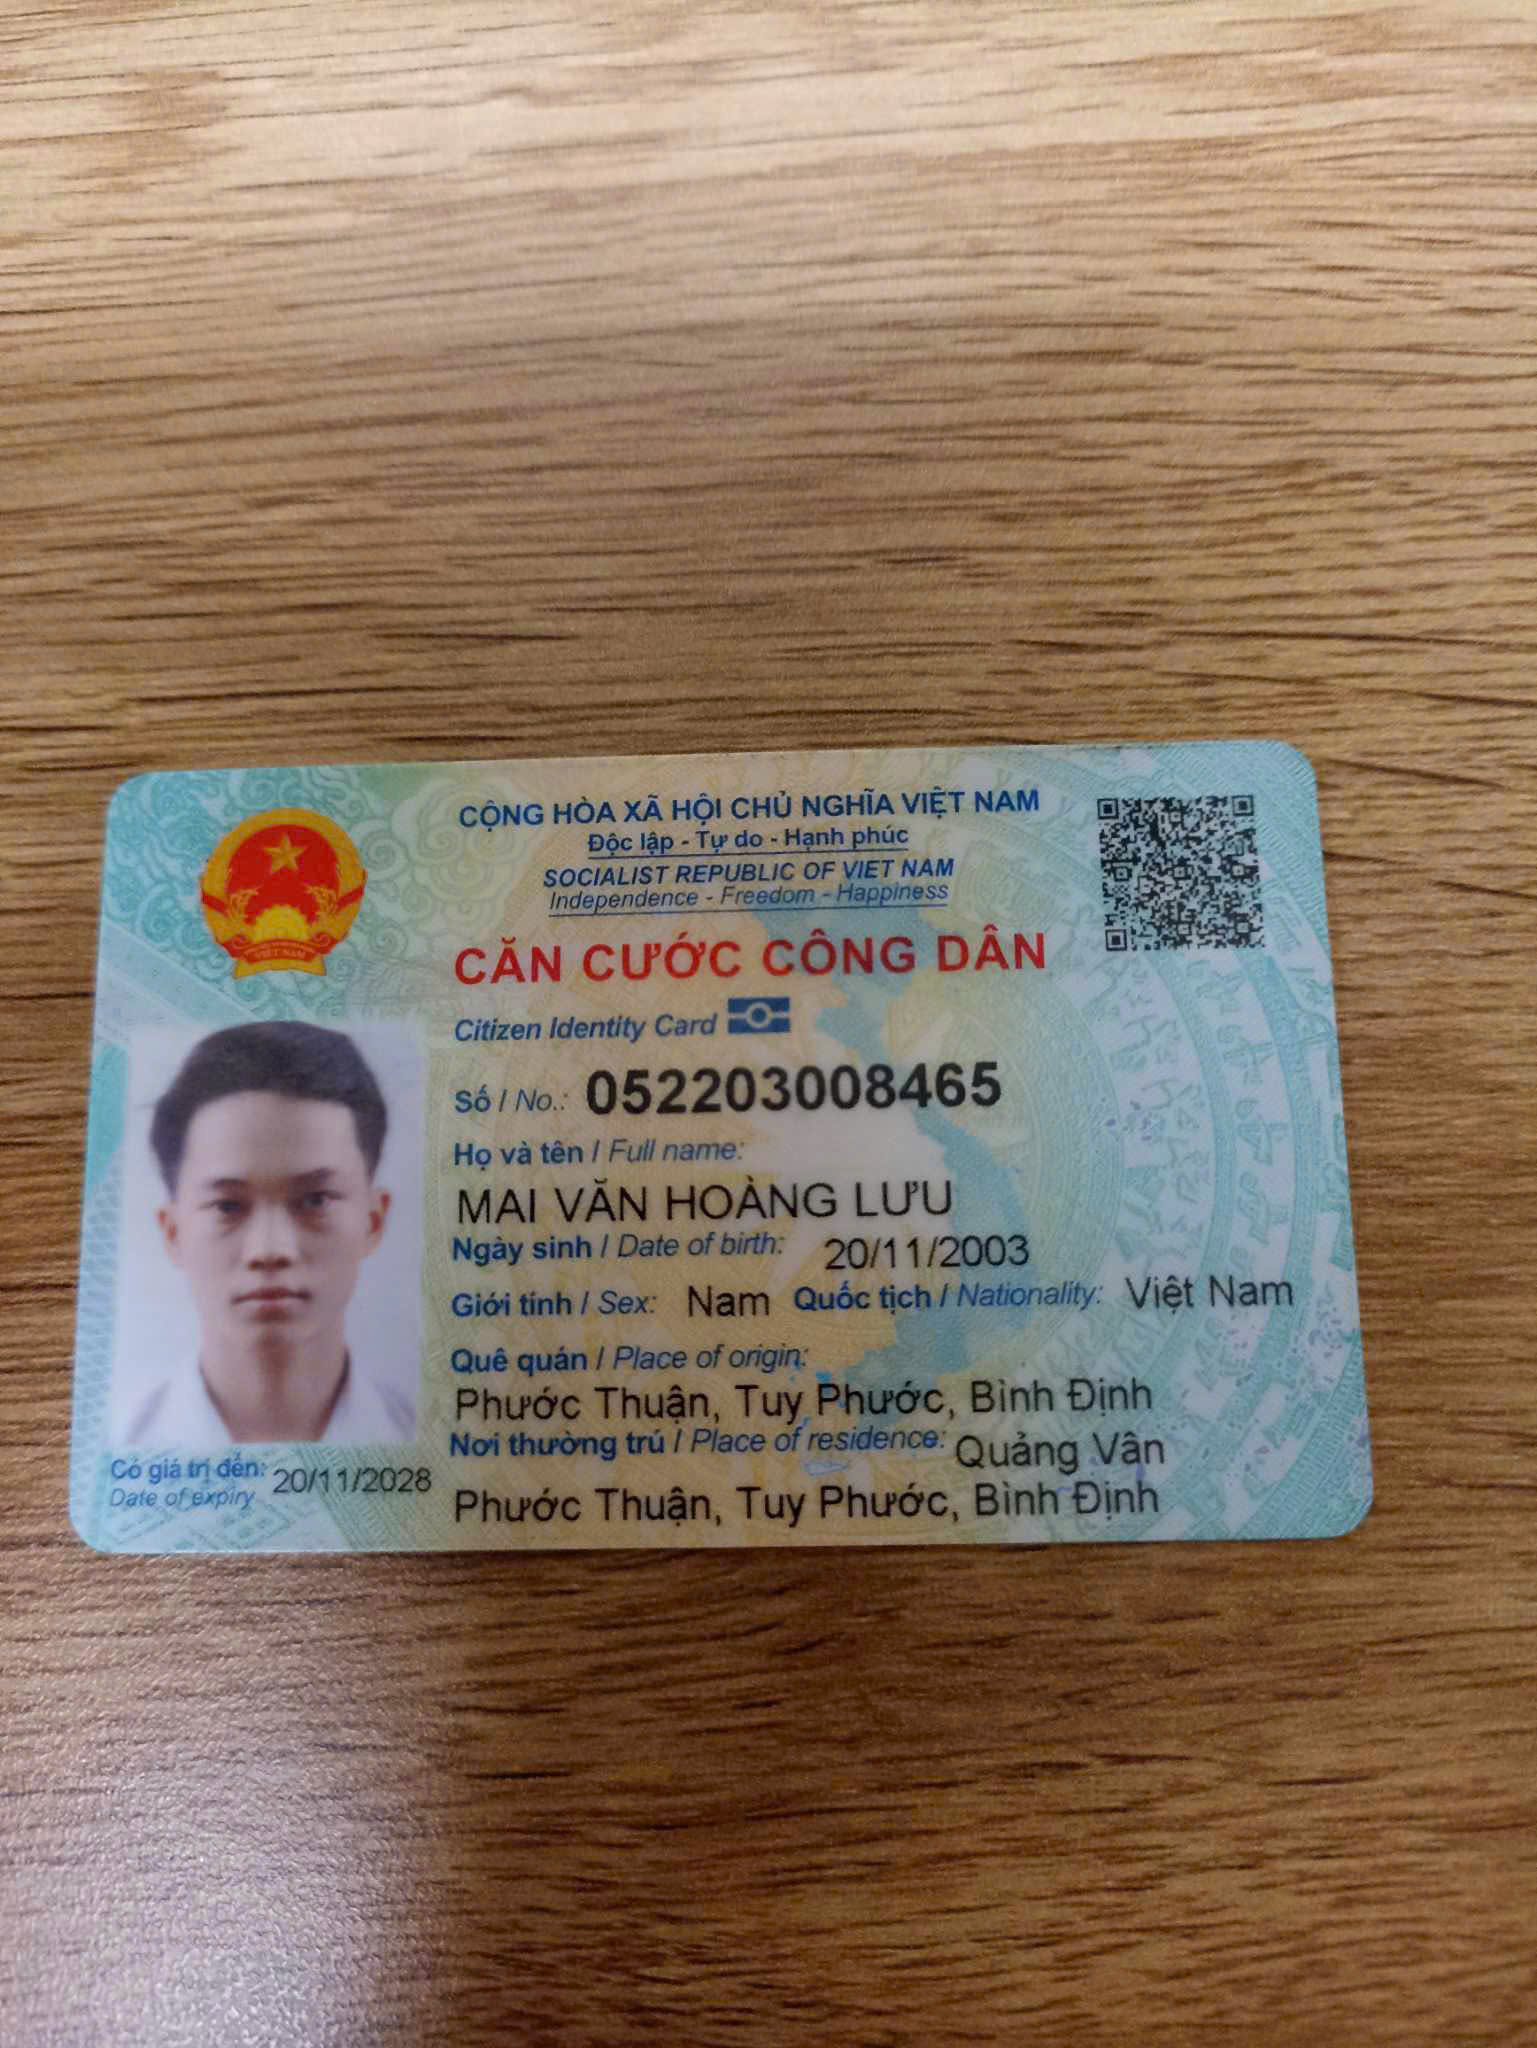 CỘNG HÒA XÃ HỘI CHỦ NGHĨA VIỆT NAM
Độc lập - Tự do - Hạnh phúc
SOCIALIST REPUBLIC OF VIET NAM
Independence - Freedom - Happiness
CĂN CƯỚC CÔNG DÂN
Citizen Identity Card
Số / No.: 052203008465
Họ và tên / Full name:
MAI VĂN HOÀNG LƯU
Ngày sinh / Date of birth: 20/11/2003
Giới tính / Sex: Nam Quốc tịch / Nationality: Việt Nam
Quê quán / Place of origin:
Phước Thuận, Tuy Phước, Bình Định
Nơi thường trú / Place of residence: Quảng Vân
Phước Thuận, Tuy Phước, Bình Định
Có giá trị đến: 20/11/2028
Date of expiry
VIỆT NAM